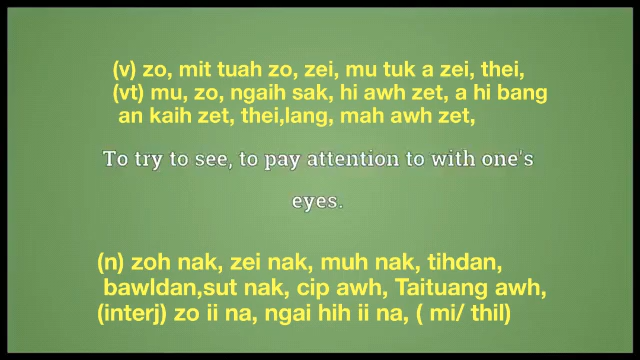 (v) zo, mit tuah zo, zei, mu tuk a zei, thei,
(vt) mu, zo, ngaih sak, hi awh zet, a hi bang
an kaih zet, thei,lang, mah awh zet,
To try to see, to pay attention to with one's
eyes.
(n) zoh nak, zei nak, muh nak, tihdan,
bawldan,sut nak, cip awh, Taituang awh,
(interj) zo ii na, ngai hih ii na, ( mi/ thil)